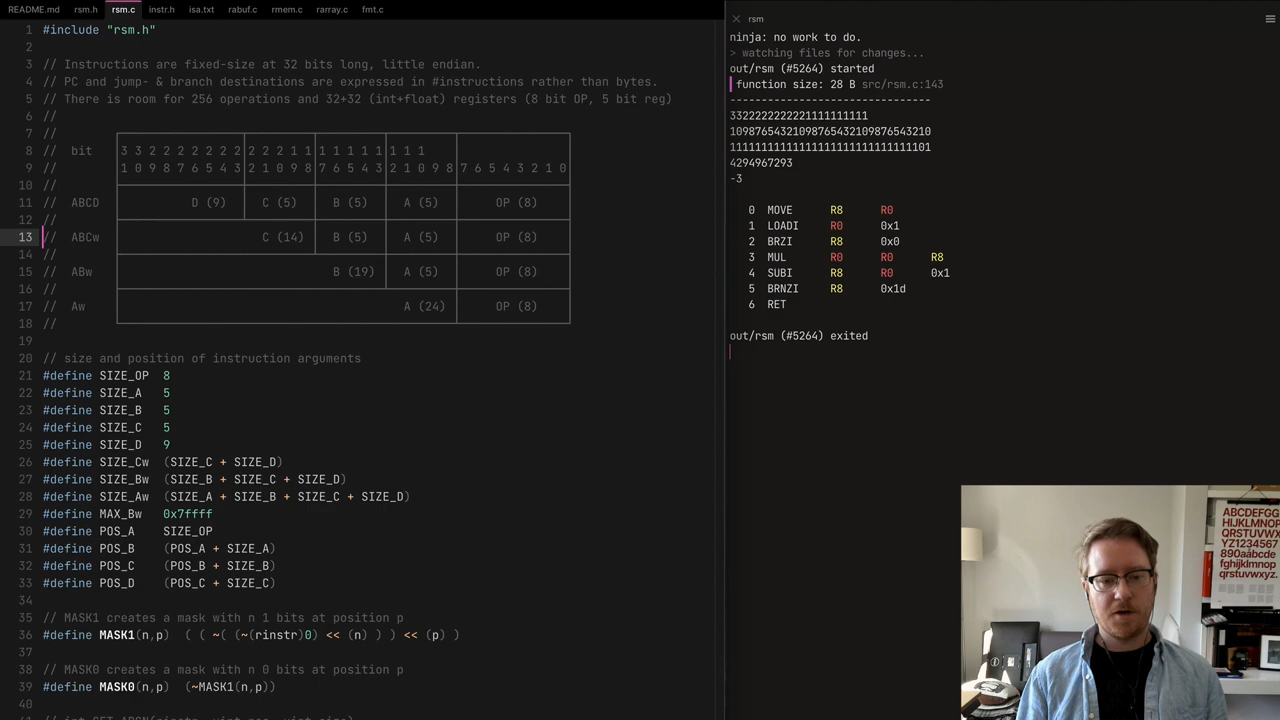 README.md rsm.h rsm.c instr.h isa.txt rabuf.c rmem.c rarray.c fmt.c
1 #include "rsm.h"
2
3 // Instructions are fixed-size at 32 bits long, little endian.
4 // PC and jump- & branch destinations are expressed in #instructions rather than bytes.
5 // There is room for 256 operations and 32+32 (int+float) registers (8 bit OP, 5 bit reg)
6 //
7 //
8 // bit 3 3 2 2 2 2 2 2 2 2 2 2 1 1 1 1 1 1 1 1 1 1
9 // 1 0 9 8 7 6 5 4 3 2 1 0 9 8 7 6 5 4 3 2 1 0 9 8 7 6 5 4 3 2 1 0
10 //
11 // ABCD D (9) C (5) B (5) A (5) OP (8)
12 //
13 // ABCw C (14) B (5) A (5) OP (8)
14 //
15 // ABw B (19) A (5) OP (8)
16 //
17 // Aw A (24) OP (8)
18 //
19
20 // size and position of instruction arguments
21 #define SIZE_OP 8
22 #define SIZE_A 5
23 #define SIZE_B 5
24 #define SIZE_C 5
25 #define SIZE_D 9
26 #define SIZE_Cw (SIZE_C + SIZE_D)
27 #define SIZE_Bw (SIZE_B + SIZE_C + SIZE_D)
28 #define SIZE_Aw (SIZE_A + SIZE_B + SIZE_C + SIZE_D)
29 #define MAX_Bw 0x7ffff
30 #define POS_A SIZE_OP
31 #define POS_B (POS_A + SIZE_A)
32 #define POS_C (POS_B + SIZE_B)
33 #define POS_D (POS_C + SIZE_C)
34
35 // MASK1 creates a mask with n 1 bits at position p
36 #define MASK1(n,p) ( ( ~( (~(rinstr)0) << (n) ) ) << (p) )
37
38 // MASK0 creates a mask with n 0 bits at position p
39 #define MASK0(n,p) (~MASK1(n,p))
40
rsm
ninja: no work to do.
> watching files for changes...
out/rsm (#5264) started
function size: 28 B src/rsm.c:143
--------------------------------
3322222222221111111111
10987654321098765432109876543210
11111111111111111111111111111101
4294967293
-3
0 MOVE R8 R0
1 LOADI R0 0x1
2 BRZI R8 0x0
3 MUL R0 R0 R8
4 SUBI R8 R0 0x1
5 BRNZI R8 0x1d
6 RET
out/rsm (#5264) exited
ABCDEFG
HIJKLMN